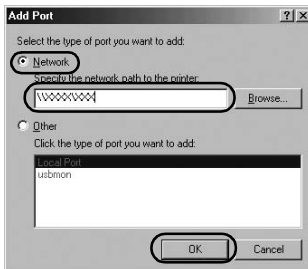 Add Port
Select the type of port you want to add:
Network
Specify the network path to the printer:
\\XXXX\XXX
Browse...
Other
Click the type of port you want to add:
Local Port
usbmon
OK
Cancel